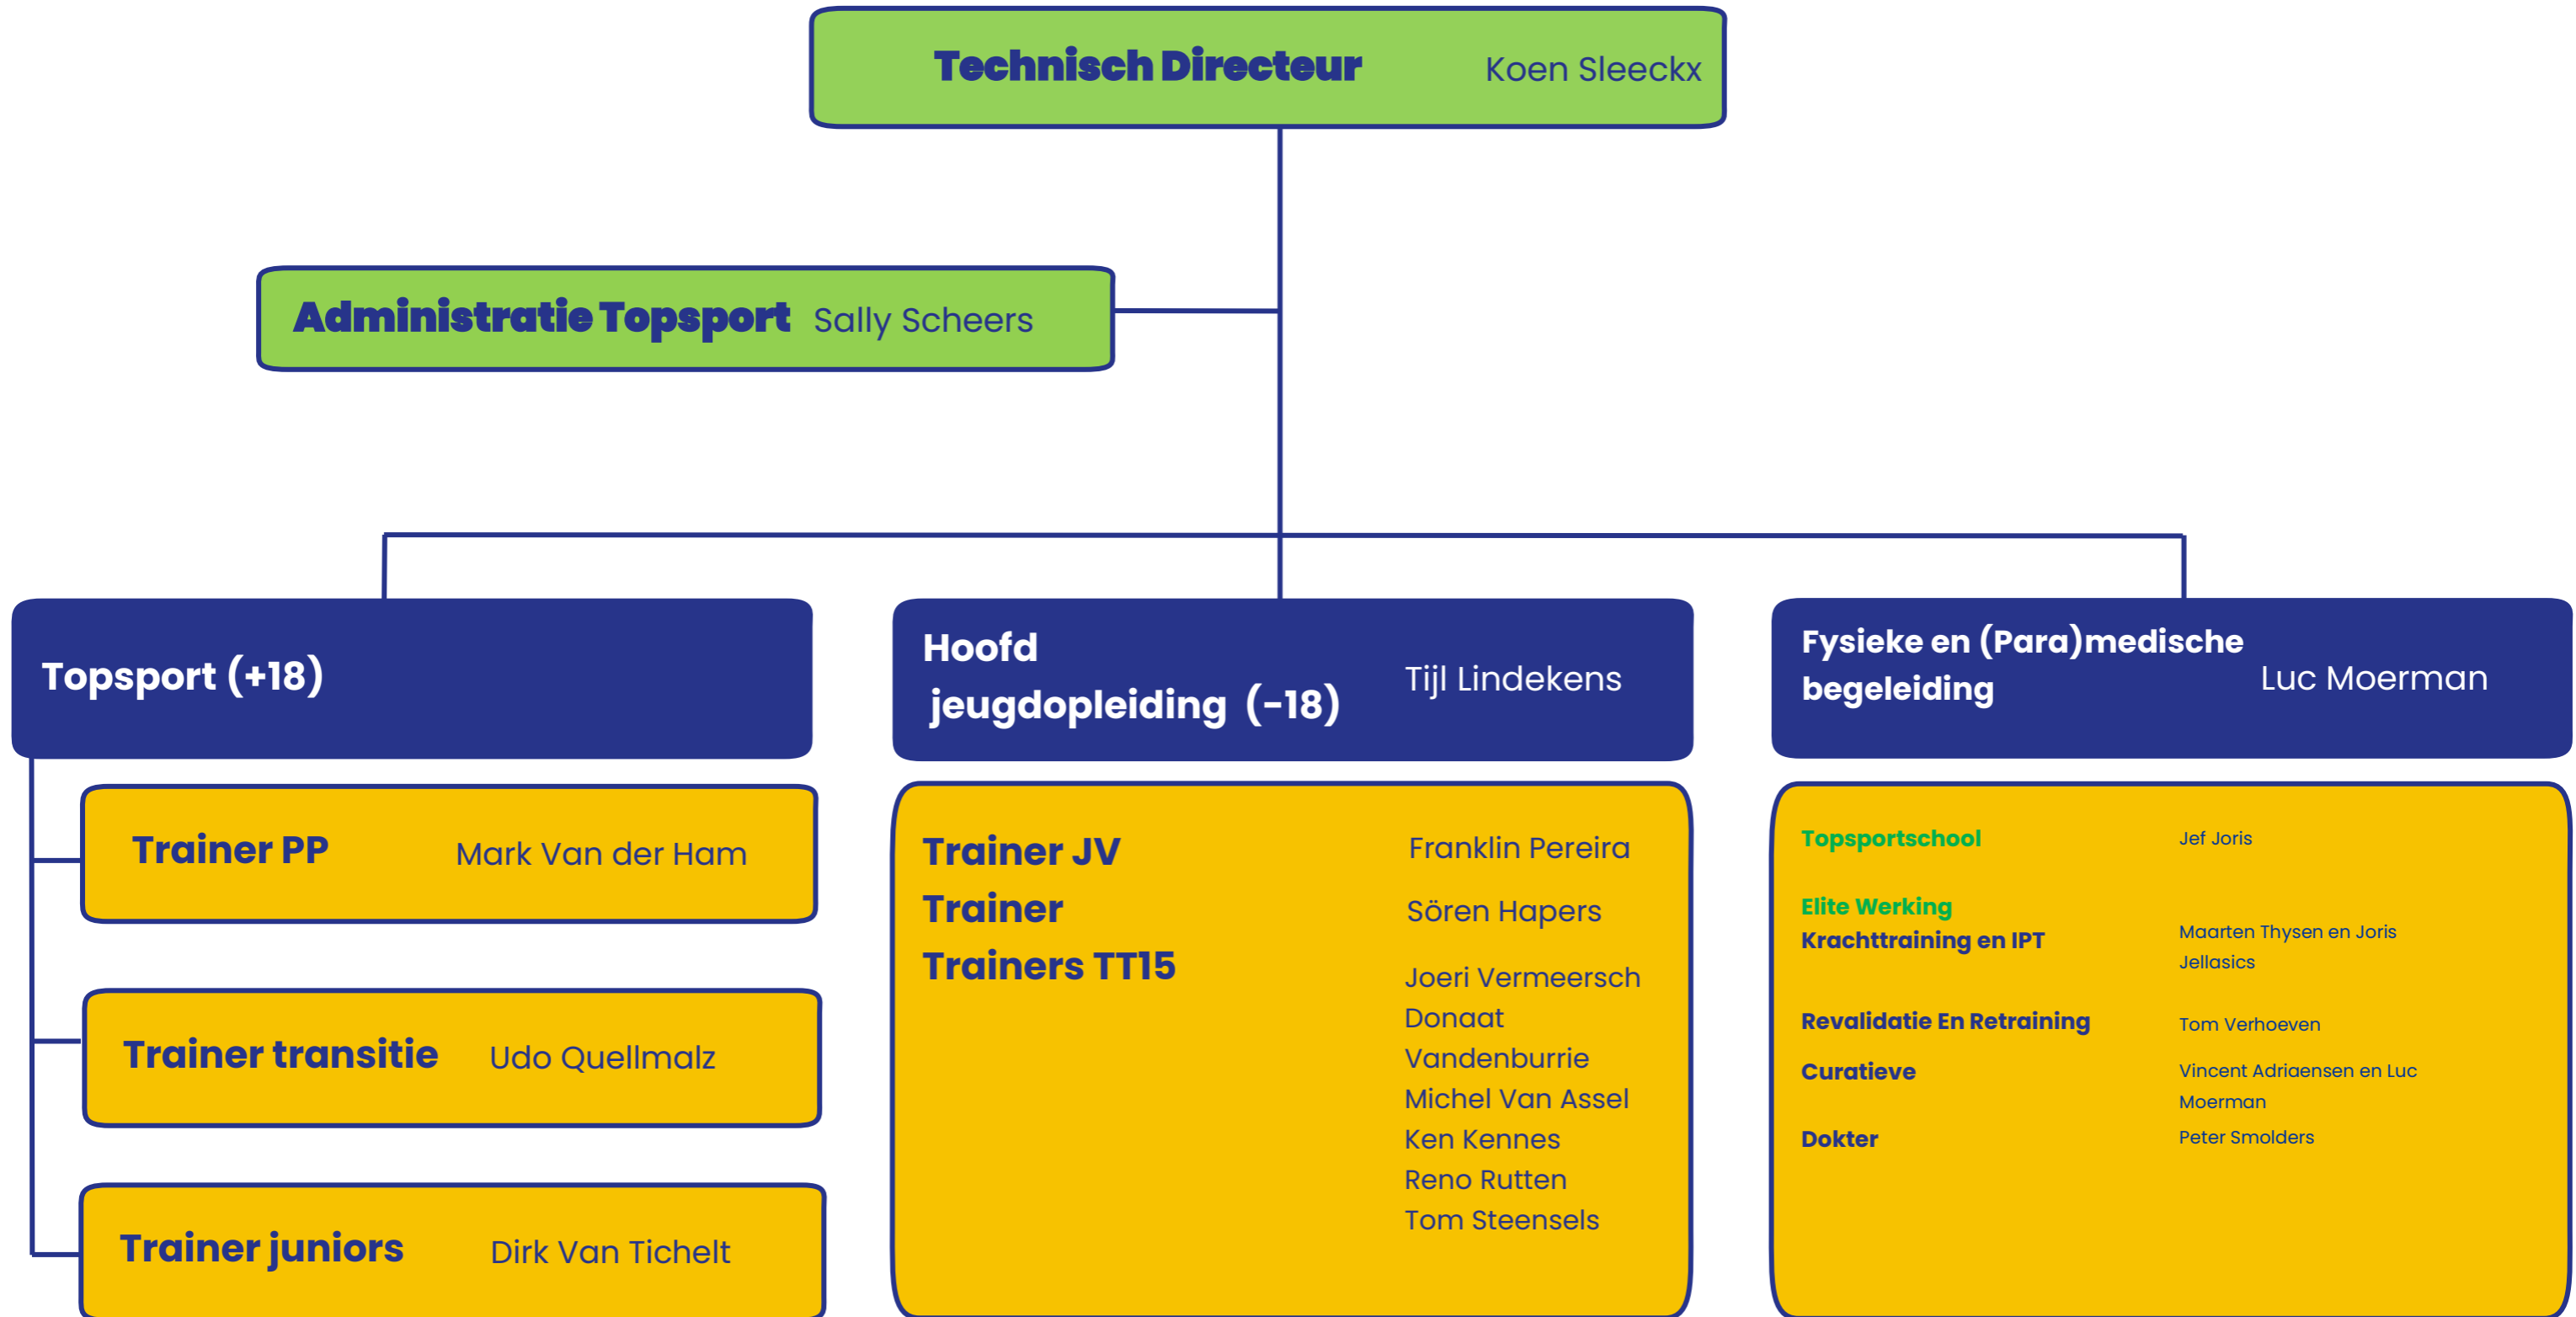 Technisch Directeur Koen Sleeckx
Administratie Topsport Sally Scheers
Topsport (+18)
Trainer PP Mark Van der Ham
Trainer transitie Udo Quellmalz
Trainer juniors Dirk Van Tichelt
Hoofd
jeugdopleiding (-18) Tijl Lindekens
Trainer JV Franklin Pereira
Trainer Sören Hapers
Trainers TT15 Joeri Vermeersch
Donaat
Vandenburrie
Michel Van Assel
Ken Kennes
Reno Rutten
Tom Steensels
Fysieke en (Para)medische
begeleiding Luc Moerman
Topsportschool Jef Joris
Elite Werking
Krachttraining en IPT Maarten Thysen en Joris
Jellasics
Revalidatie En Retraining Tom Verhoeven
Curatieve Vincent Adriaensen en Luc
Moerman
Dokter Peter Smolders